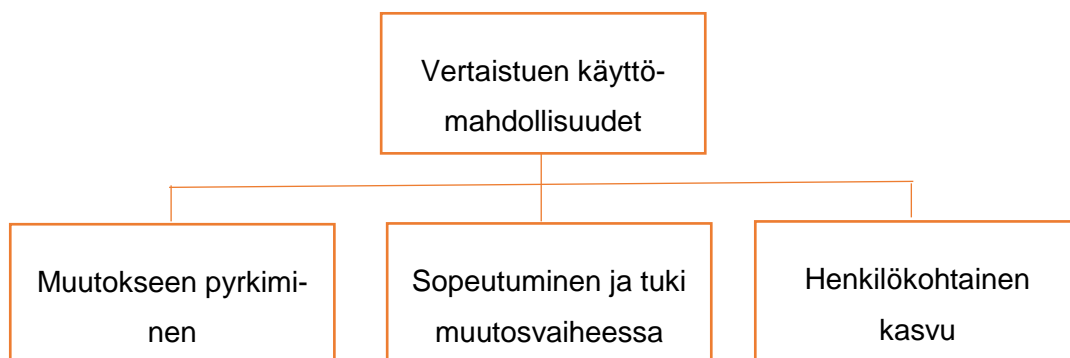 Vertaistuen käyttö-
mahdollisuudet
Muutokseen pyrkimi-
nen
Sopeutuminen ja tuki
muutosvaiheessa
Henkilökohtainen
kasvu